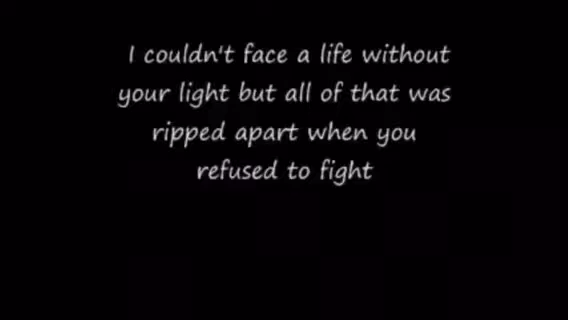 I couldn't face a life without
your light but all of that was
ripped apart when you
refused to fight